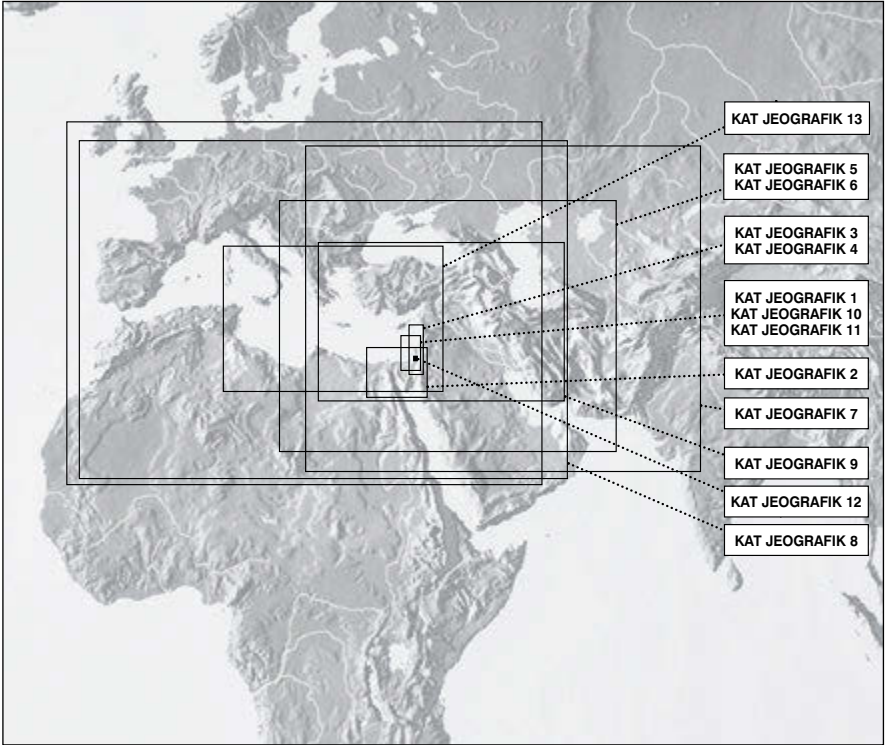 KAT JEOGRAFIK 13
KAT JEOGRAFIK 5
KAT JEOGRAFIK 6
KAT JEOGRAFIK 3
KAT JEOGRAFIK 4
KAT JEOGRAFIK 1
KAT JEOGRAFIK 10
KAT JEOGRAFIK 11
KAT JEOGRAFIK 2
KAT JEOGRAFIK 7
KAT JEOGRAFIK 9
KAT JEOGRAFIK 12
KAT JEOGRAFIK 8